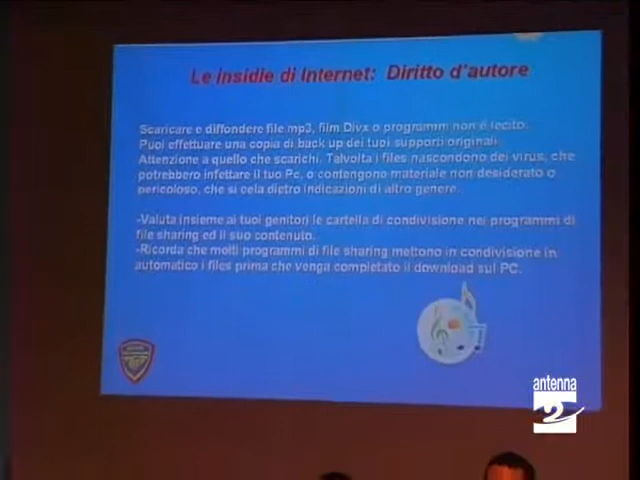 Le insidie di Internet: Diritto d'autore
Scaricare e diffondere file mp3, film Divx o programmi non è lecito.
Puoi effettuare una copia di back up dei tuoi supporti originali.
Attenzione a quello che scarichi. Talvolta i files nascondono dei virus, che
potrebbero infettare il tuo Pc, o contengono materiale non desiderato o
pericoloso, che si cela dietro indicazioni di altro genere.
-Valuta insieme ai tuoi genitori le cartella di condivisione nei programmi di
file sharing ed il suo contenuto.
-Ricorda che molti programmi di file sharing mettono in condivisione in
automatico i files prima che venga completato il download sul PC.
antenna
2